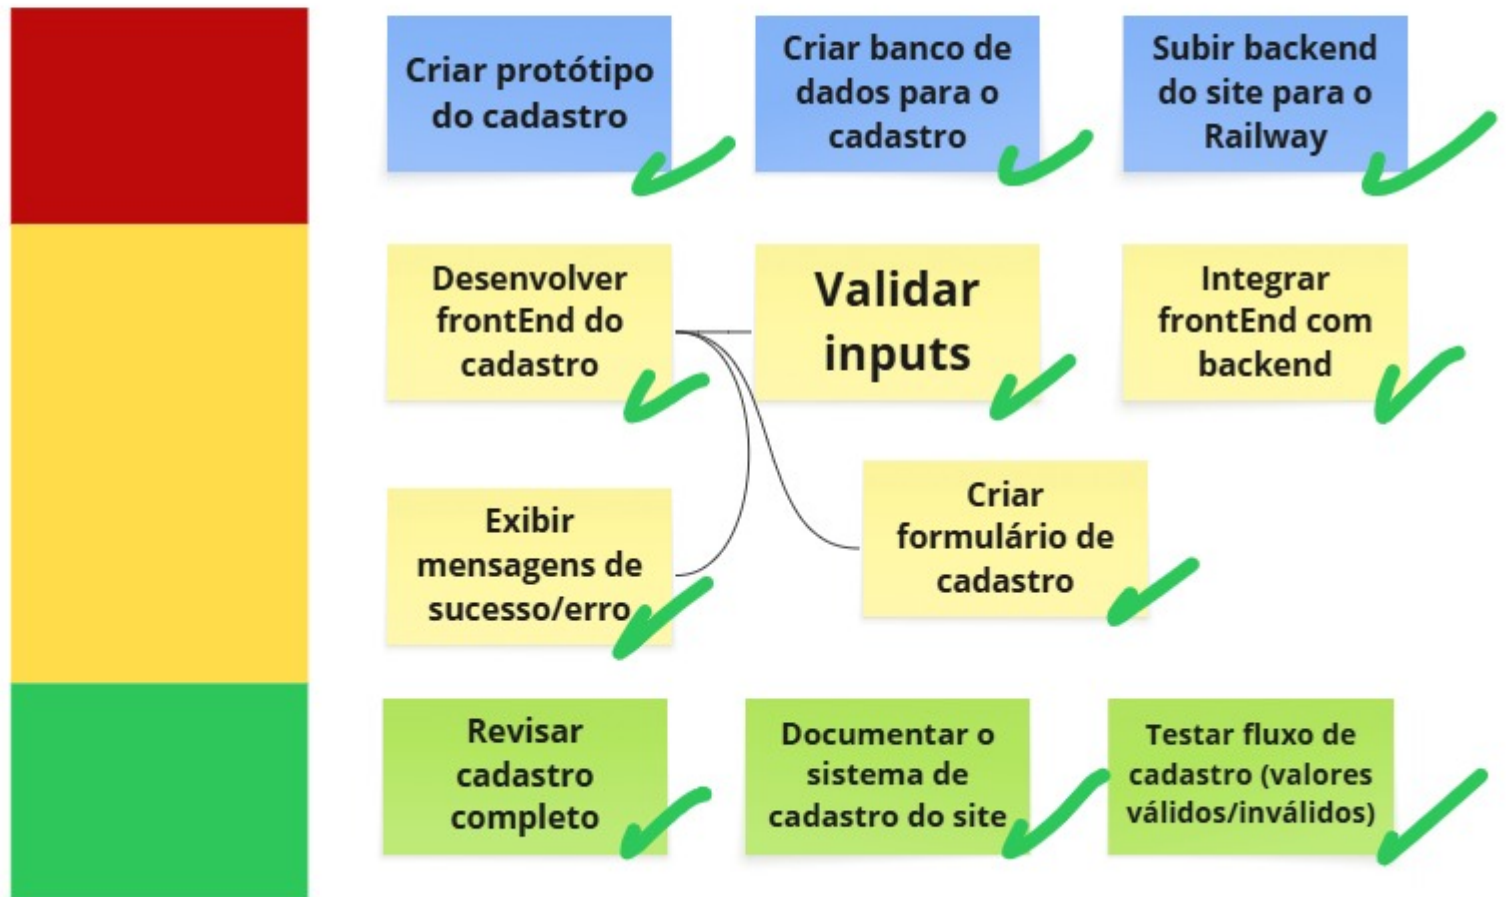 Criar protótipo
do cadastro
Criar banco de
dados para o
cadastro
Subir backend
do site para o
Railway
Desenvolver
frontEnd do
cadastro
Validar
inputs
Integrar
frontEnd com
backend
Exibir
mensagens de
sucesso/erro
Criar
formulário de
cadastro
Revisar
cadastro
completo
Documentar o
sistema de
cadastro do site
Testar fluxo de
cadastro (valores
válidos/inválidos)